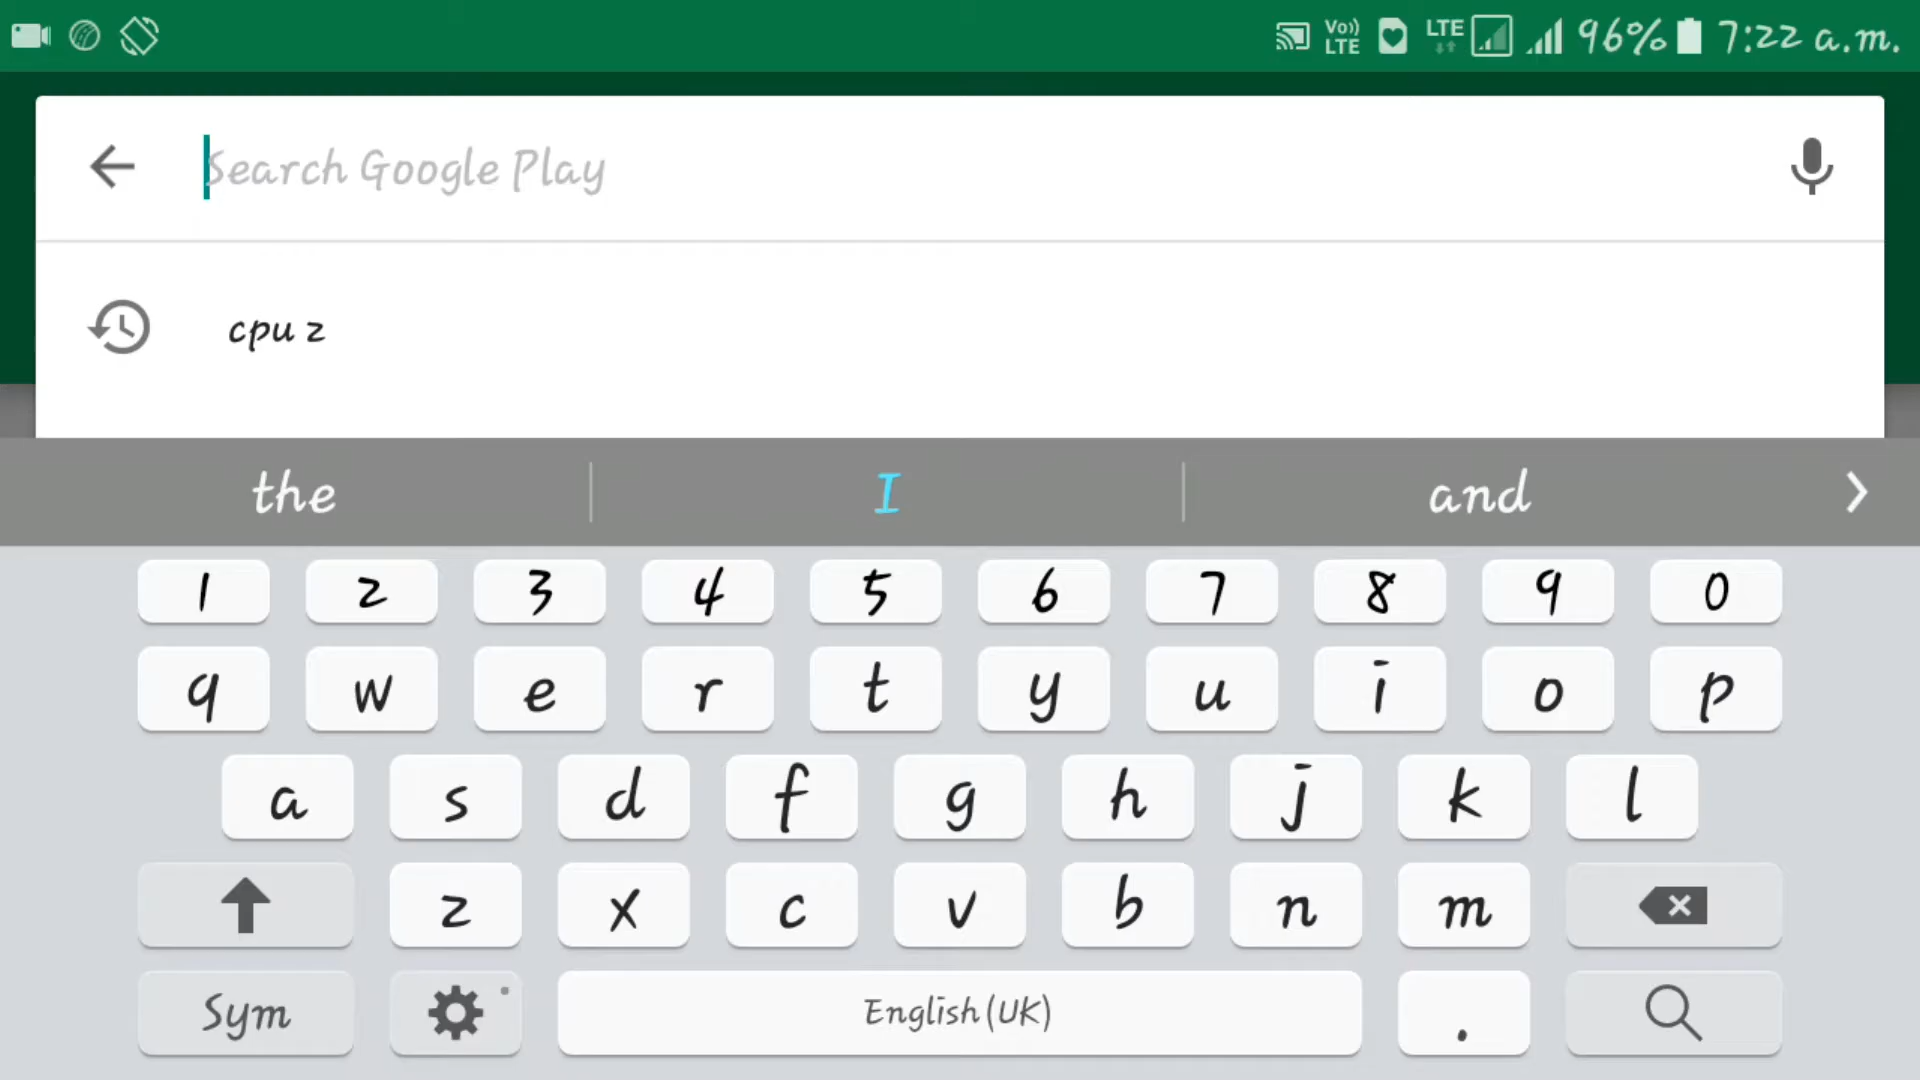 Vo)) LTE LTE 96% 7:22 a.m.
Search Google Play
cpu z
the I and
1 2 3 4 5 6 7 8 9 0
q w e r t y u i o p
a s d f g h j k l
z x c v b n m
Sym English (UK) .